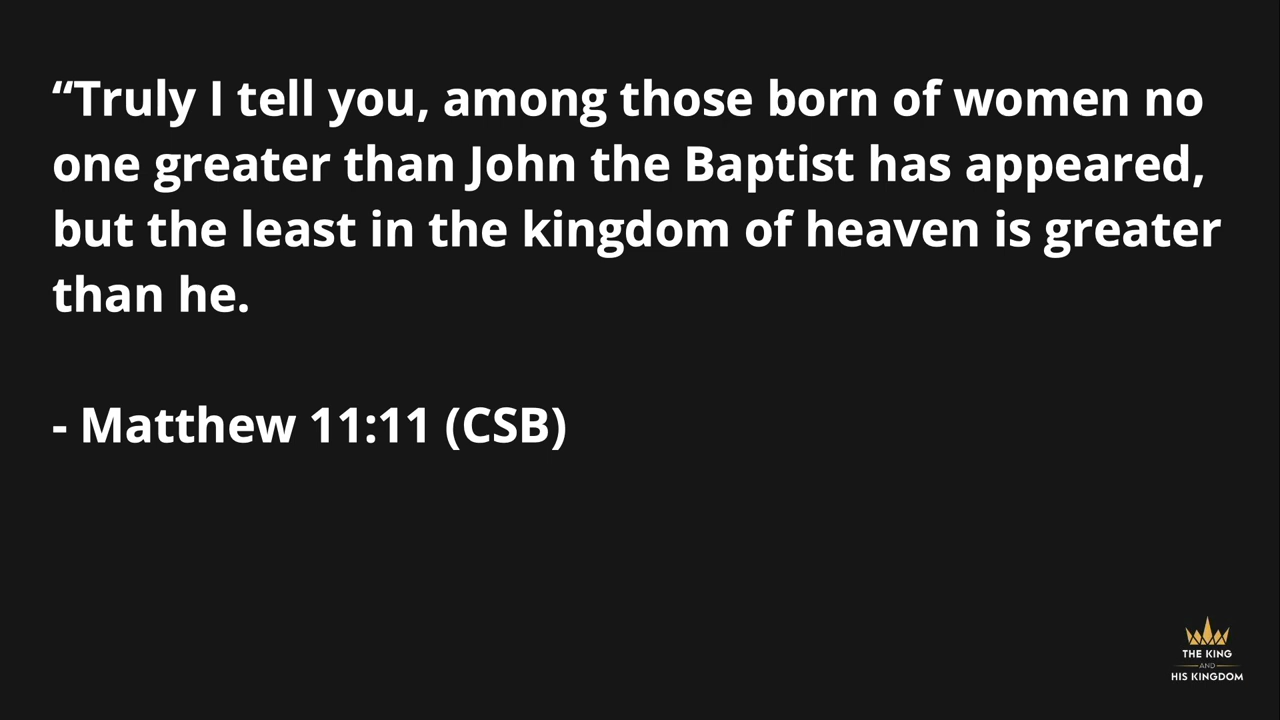 “Truly I tell you, among those born of women no
one greater than John the Baptist has appeared,
but the least in the kingdom of heaven is greater
than he.
- Matthew 11:11 (CSB)
THE KING
AND
HIS KINGDOM